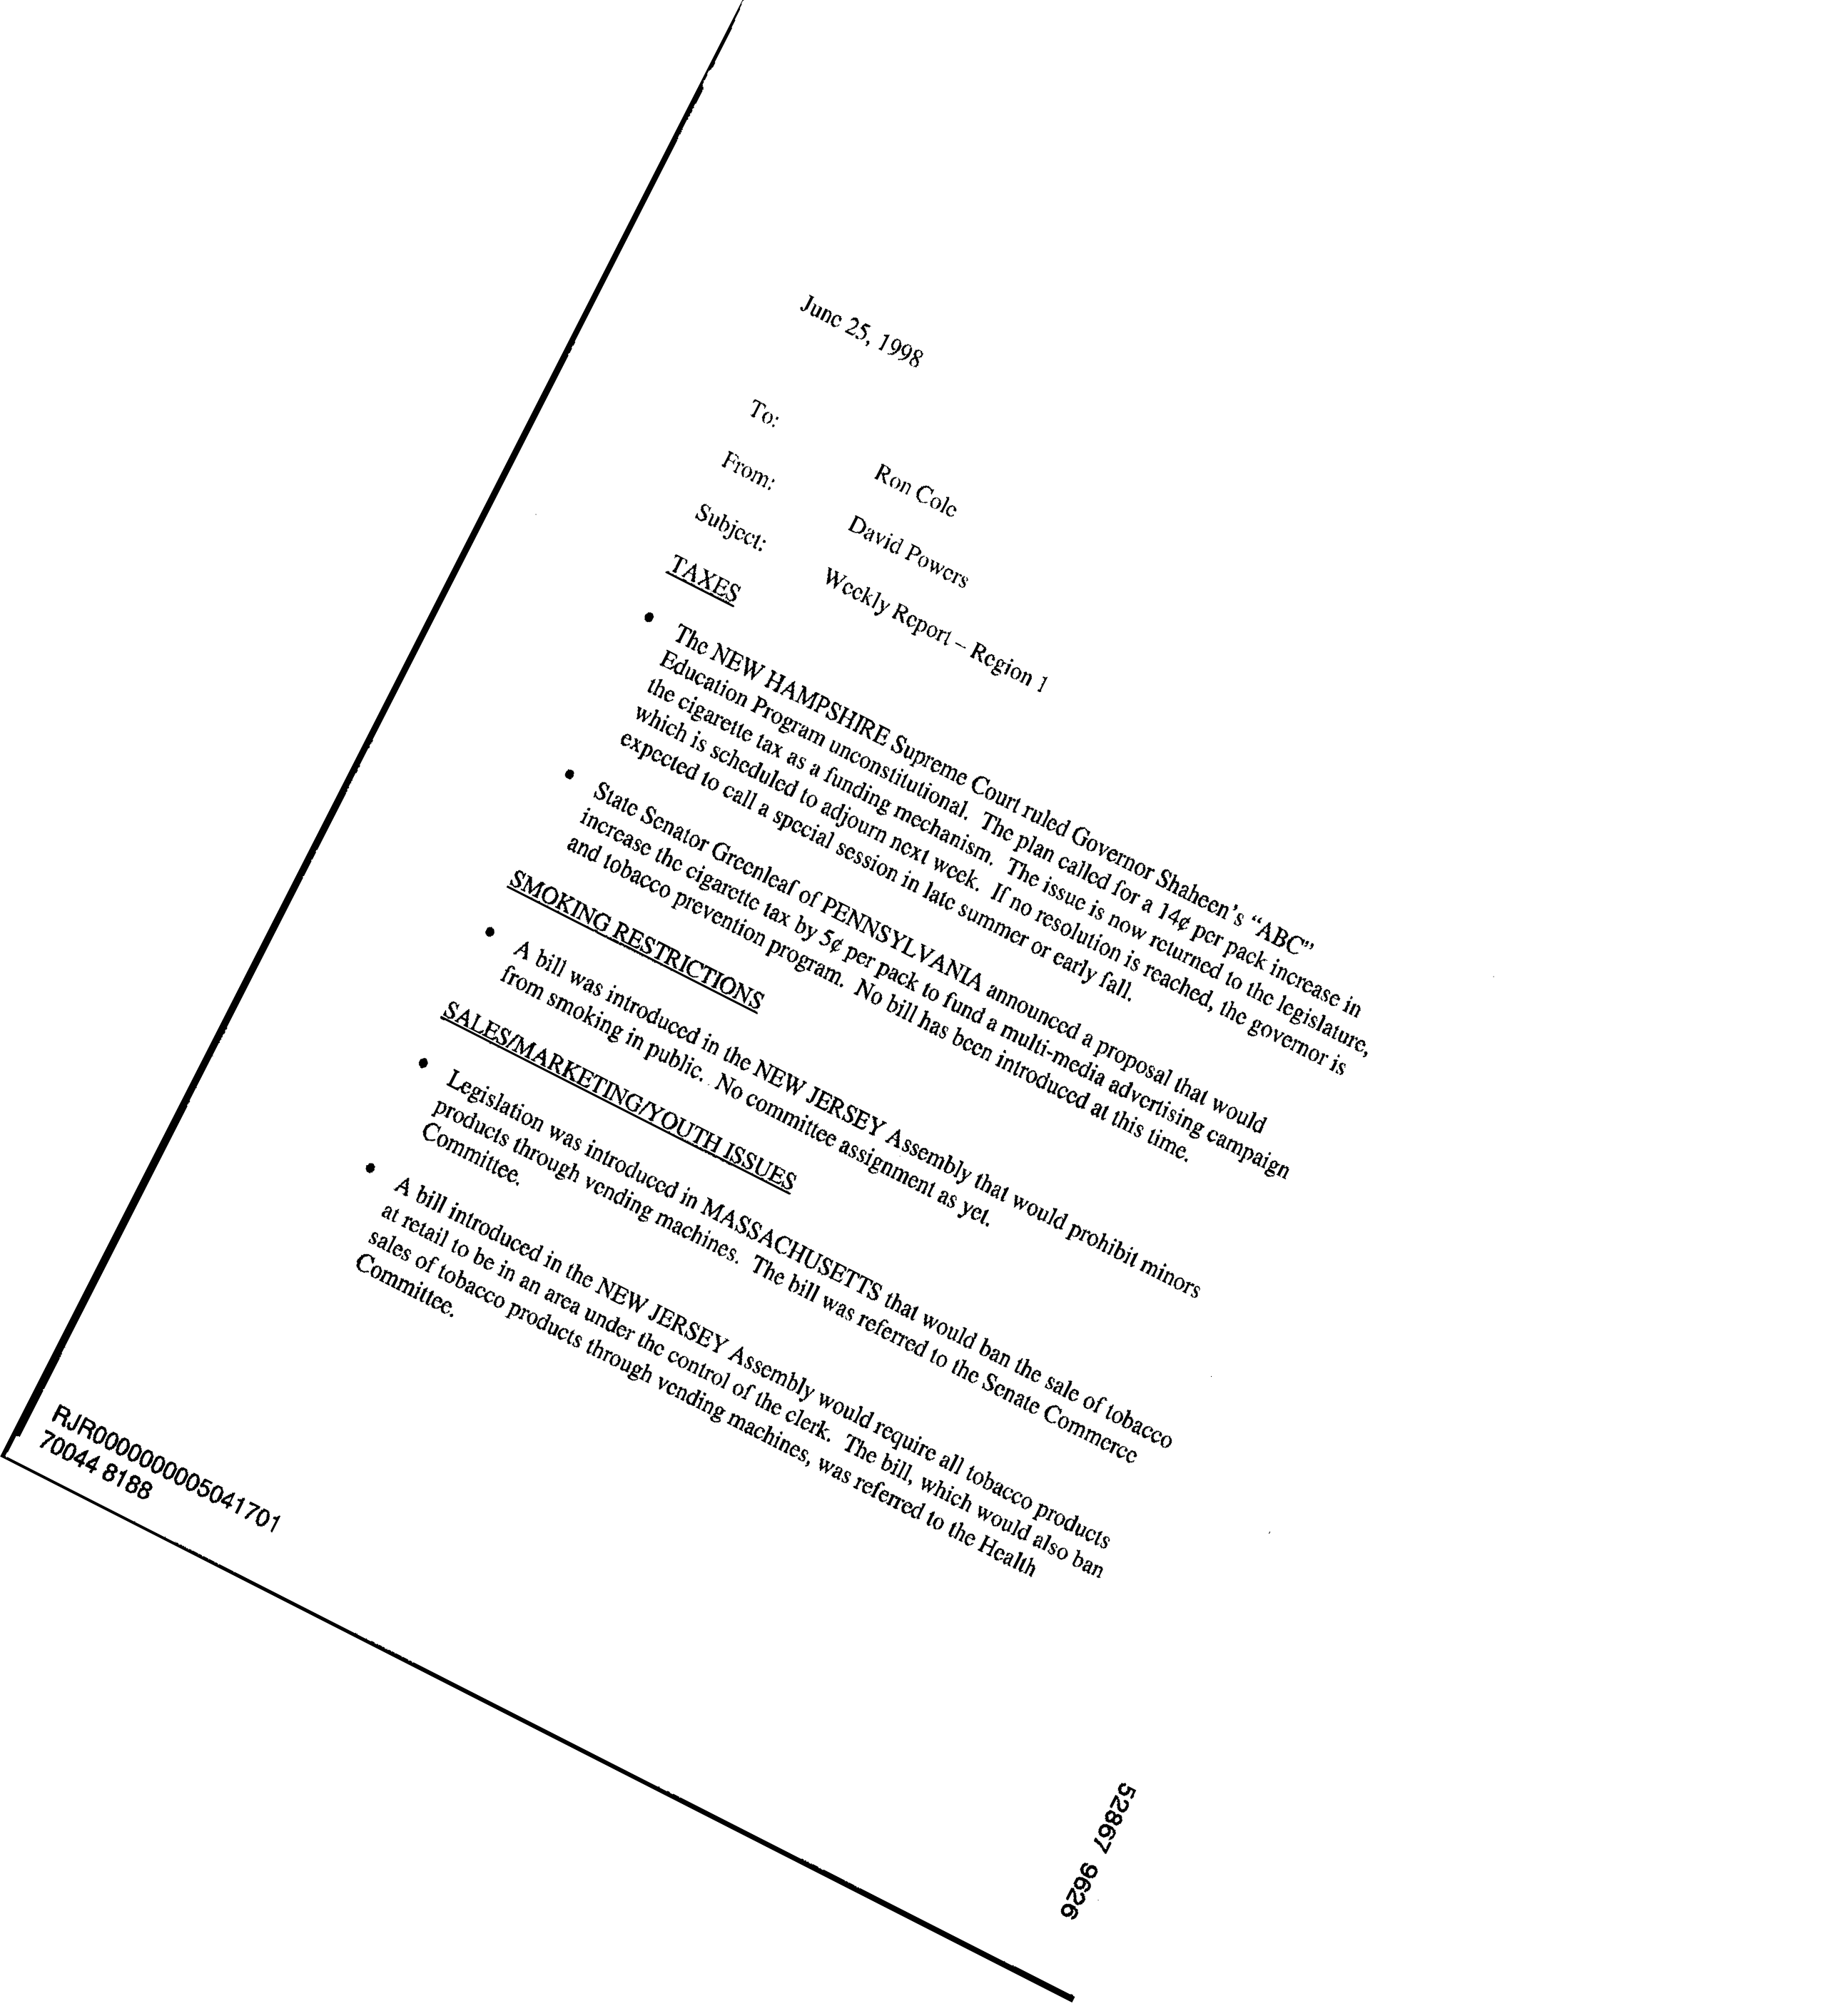 June 25, 1998
To: Ron Cole
From: David Powers
Subject: Weekly Report – Region 1
TAXES
• The NEW HAMPSHIRE Supreme Court ruled Governor Shaheen's “ABC”
Education Program unconstitutional. The plan called for a 14¢ per pack increase in
the cigarette tax as a funding mechanism. The issue is now returned to the legislature,
which is scheduled to adjourn next week. If no resolution is reached, the governor is
expected to call a special session in late summer or early fall.
• State Senator Greenleaf of PENNSYLVANIA announced a proposal that would
increase the cigarette tax by 5¢ per pack to fund a multi-media advertising campaign
and tobacco prevention program. No bill has been introduced at this time.
SMOKING RESTRICTIONS
• A bill was introduced in the NEW JERSEY Assembly that would prohibit minors
from smoking in public. No committee assignment as yet.
SALES/MARKETING/YOUTH ISSUES
• Legislation was introduced in MASSACHUSETTS that would ban the sale of tobacco
products through vending machines. The bill was referred to the Senate Commerce
Committee.
• A bill introduced in the NEW JERSEY Assembly would require all tobacco products
at retail to be in an area under the control of the clerk. The bill, which would also ban
sales of tobacco products through vending machines, was referred to the Health
Committee.
RJR0000000005041701
70044 8188
52867 9626